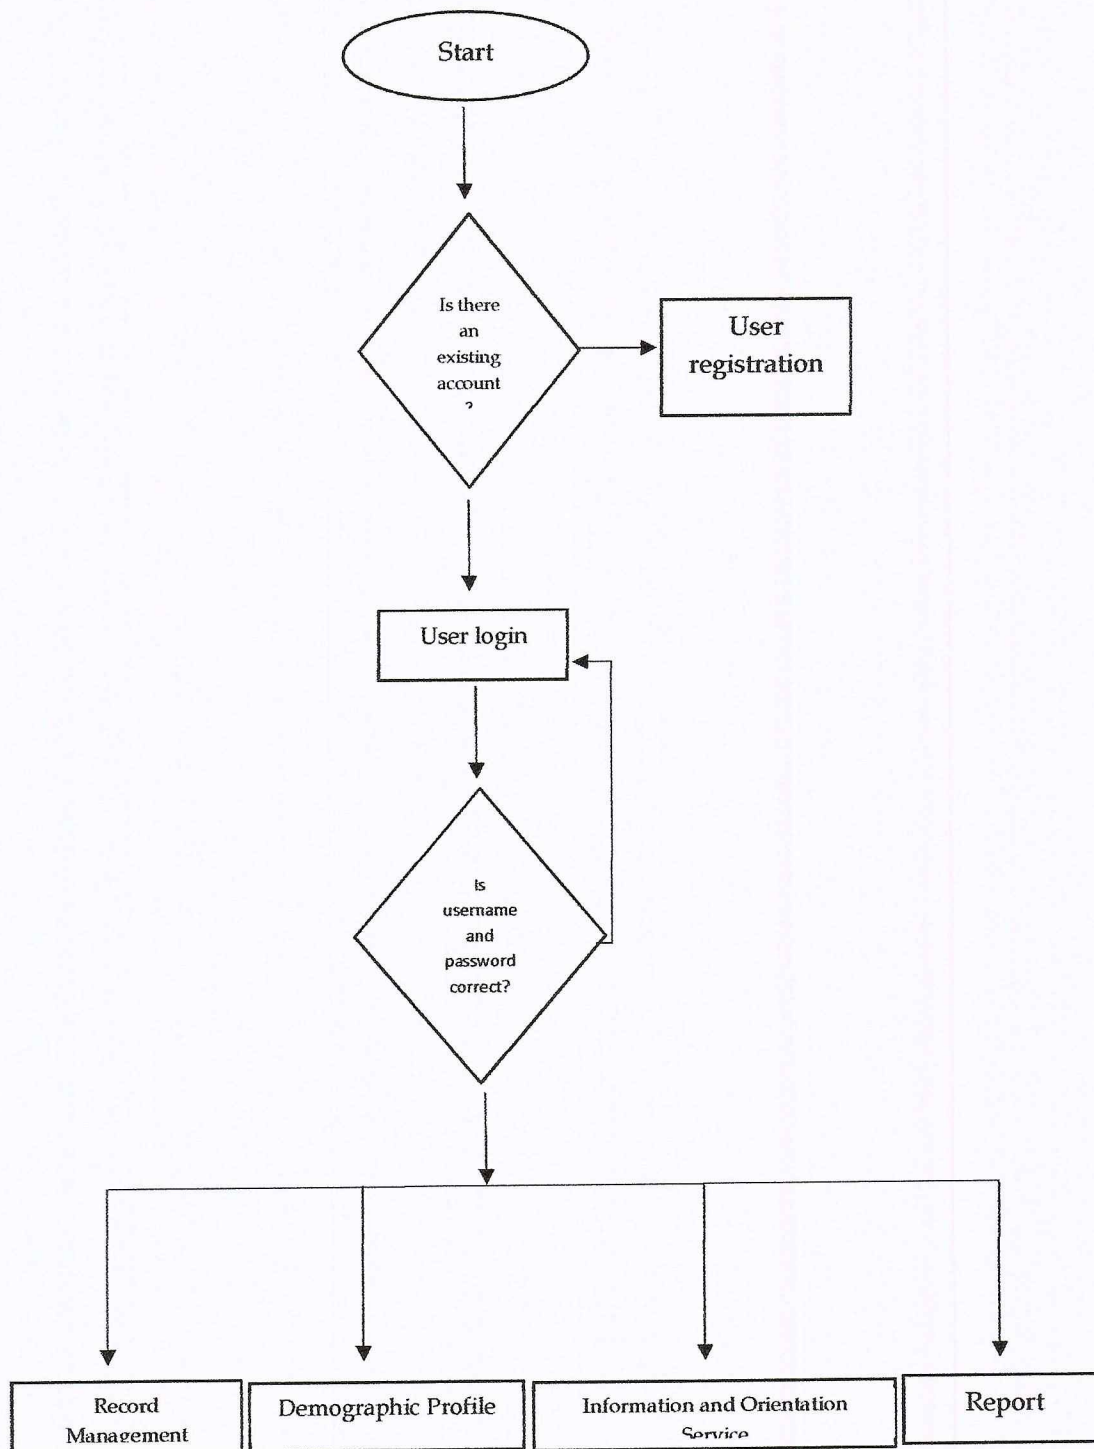 Start
Is there
an
existing
account
?
User
registration
User login
Is
username
and
password
correct?
Record
Management
Demographic Profile
Information and Orientation
Service
Report